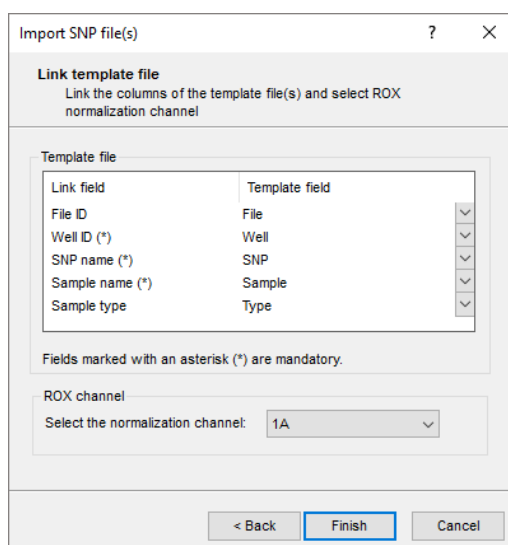 Import SNP file(s) ?
Link template file
Link the columns of the template file(s) and select ROX
normalization channel
Template file
Link field Template field
File ID File
Well ID (*) Well
SNP name (*) SNP
Sample name (*) Sample
Sample type Type
Fields marked with an asterisk (*) are mandatory.
ROX channel
Select the normalization channel: 1A
< Back Finish Cancel